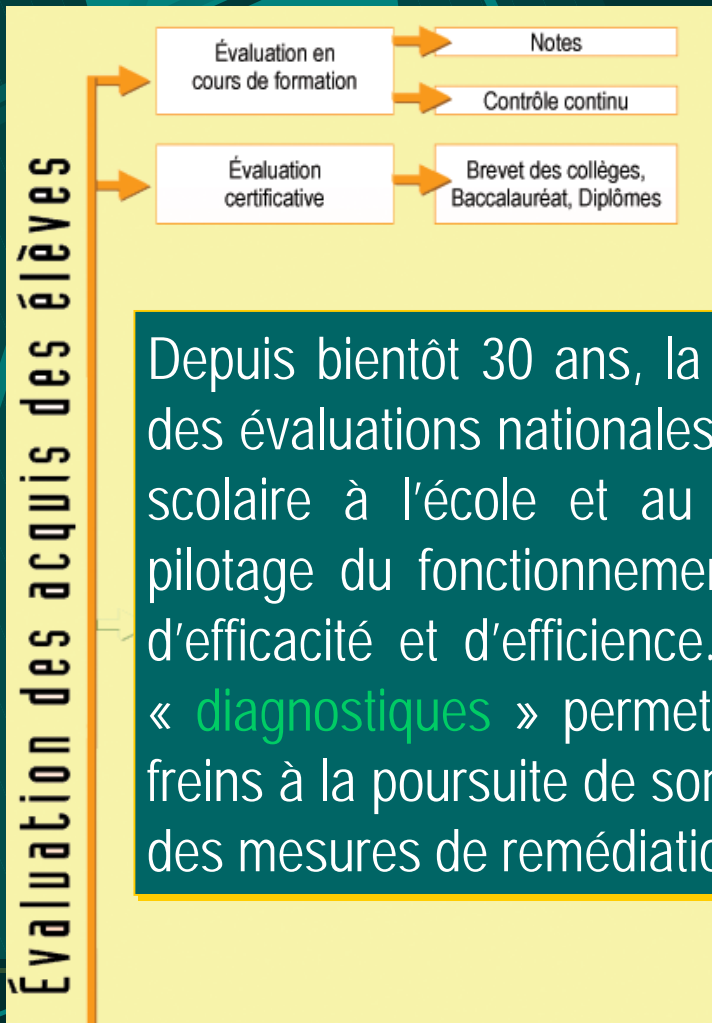 Évaluation des acquis des élèves
Évaluation en
cours de formation
Notes
Contrôle continu
Évaluation
certificative
Brevet des collèges,
Baccalauréat, Diplômes
Depuis bientôt 30 ans, la
des évaluations nationales
scolaire à l'école et au
pilotage du fonctionnemen
d'efficacité et d'efficience.
« diagnostiques » permet
freins à la poursuite de son
des mesures de remédiatio